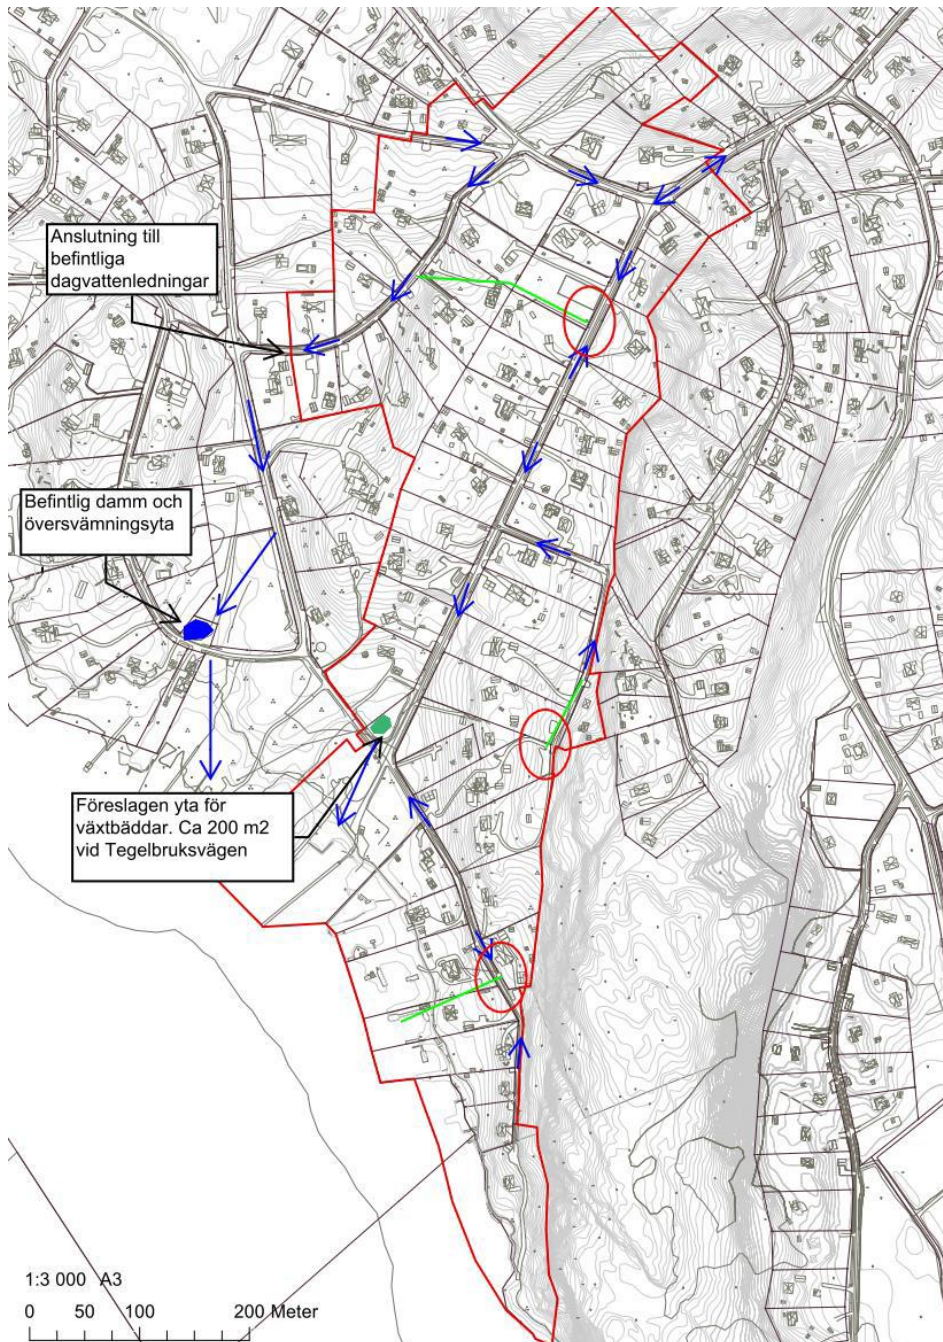 Anslutning till
befintliga
dagvattenledningar
Befintlig damm och
översvämningsyta
Föreslagen yta för
växtbäddar. Ca 200 m2
vid Tegelbruksvägen
1:3 000 A3
0 50 100 200 Meter